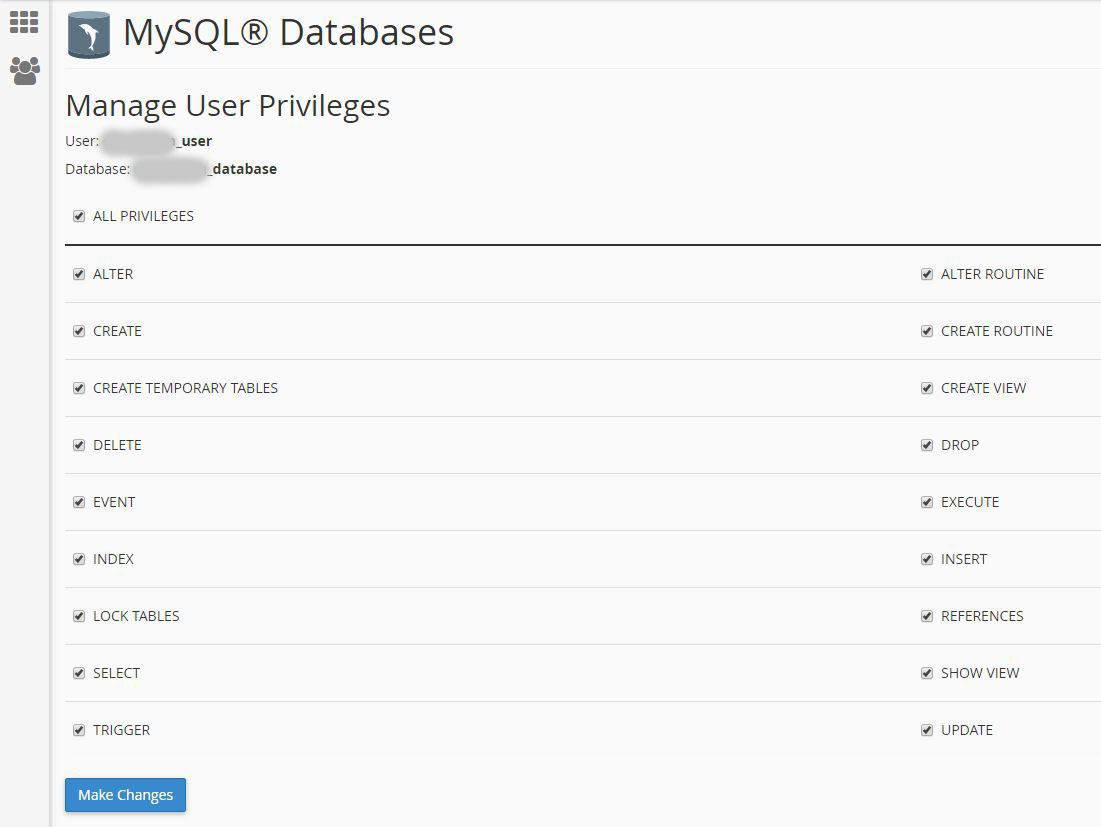 MySQL® Databases
Manage User Privileges
User: _user
Database: _database
ALL PRIVILEGES
ALTER
ALTER ROUTINE
CREATE
CREATE ROUTINE
CREATE TEMPORARY TABLES
CREATE VIEW
DELETE
DROP
EVENT
EXECUTE
INDEX
INSERT
LOCK TABLES
REFERENCES
SELECT
SHOW VIEW
TRIGGER
UPDATE
Make Changes